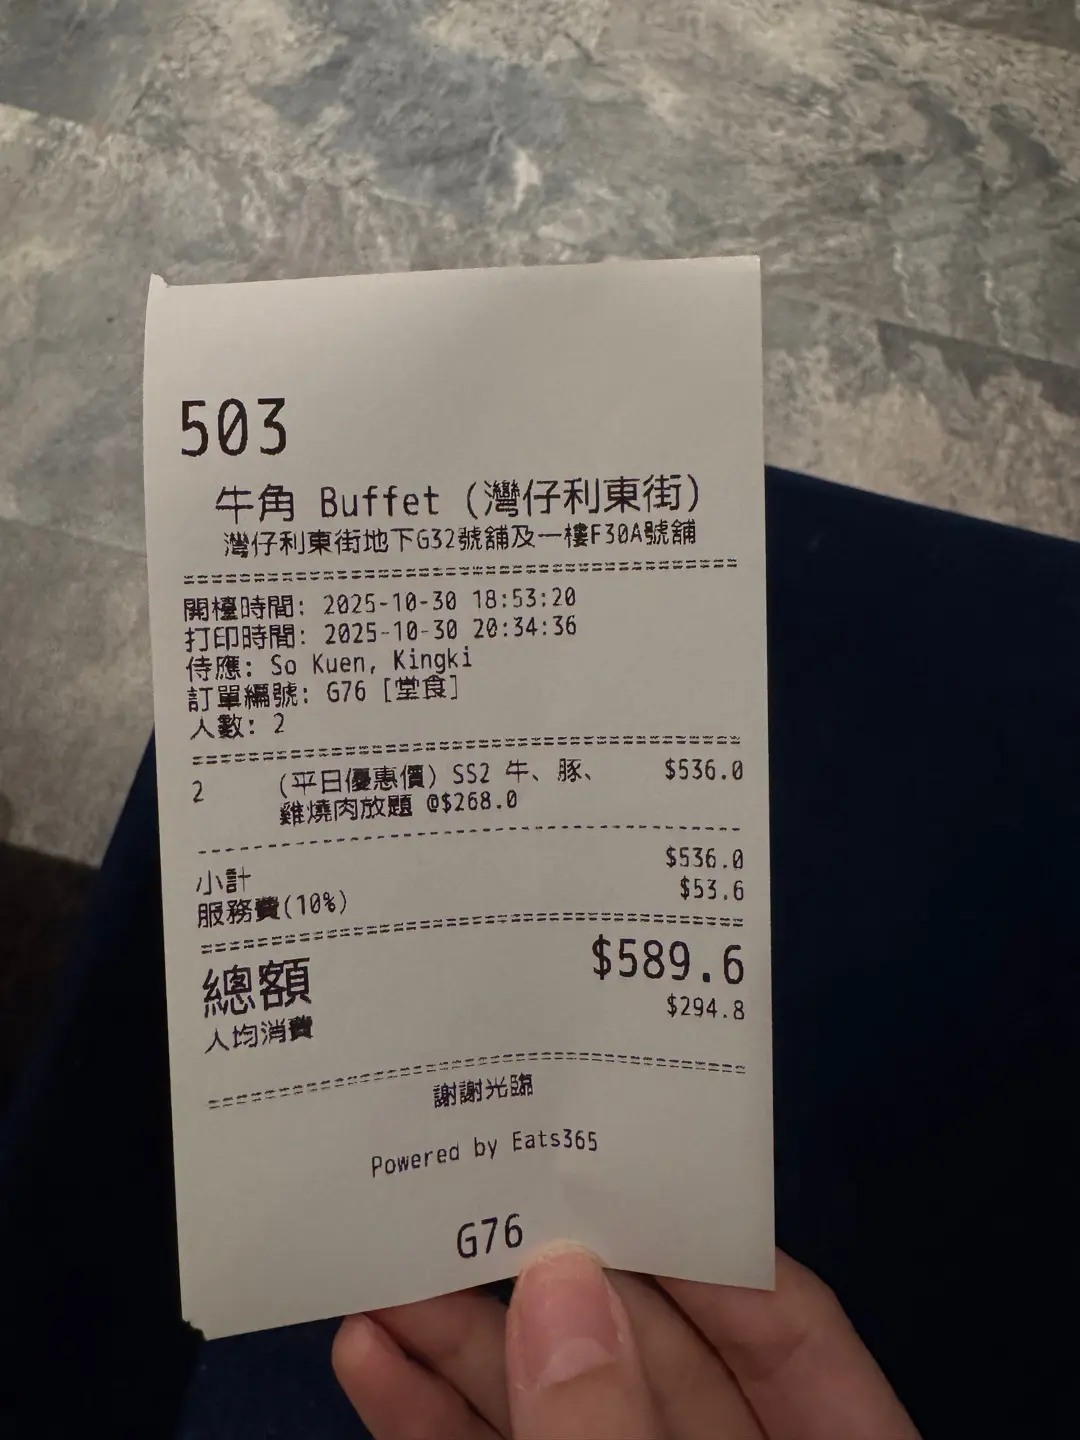 503
牛角 Buffet (灣仔利東街)
灣仔利東街地下G32號舖及一樓F30A號舖
開檯時間: 2025-10-30 18:53:20
打印時間: 2025-10-30 20:34:36
侍應: So Kuen, Kingki
訂單編號: G76 [堂食]
人數: 2
2 (平日優惠價) SS2 牛、豚、 $536.0
雞燒肉放題 @$268.0
小計 $536.0
服務費(10%) $53.6
總額 $589.6
人均消費 $294.8
謝謝光臨
Powered by Eats365
G76